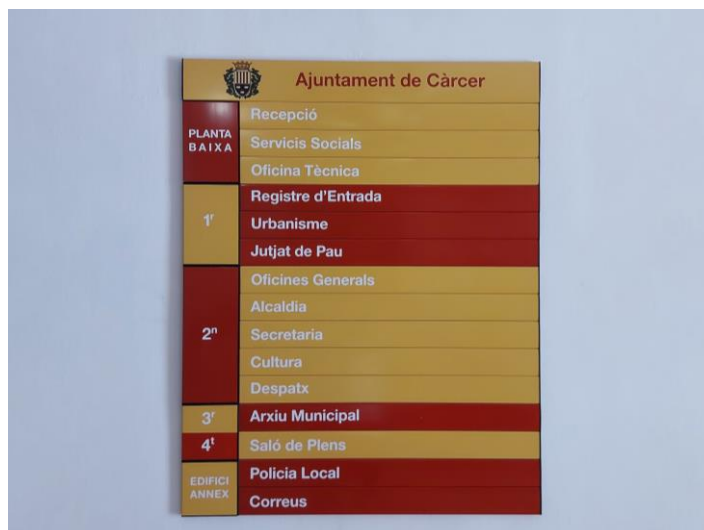 Ajuntament de Càrcer
PLANTA
BAIXA
Recepció
Servicis Socials
Oficina Tècnica
1r
Registre d'Entrada
Urbanisme
Jutjat de Pau
2n
Oficines Generals
Alcaldia
Secretaria
Cultura
Despatx
3r
Arxiu Municipal
4t
Saló de Plens
EDIFICI
ANNEX
Policia Local
Correus